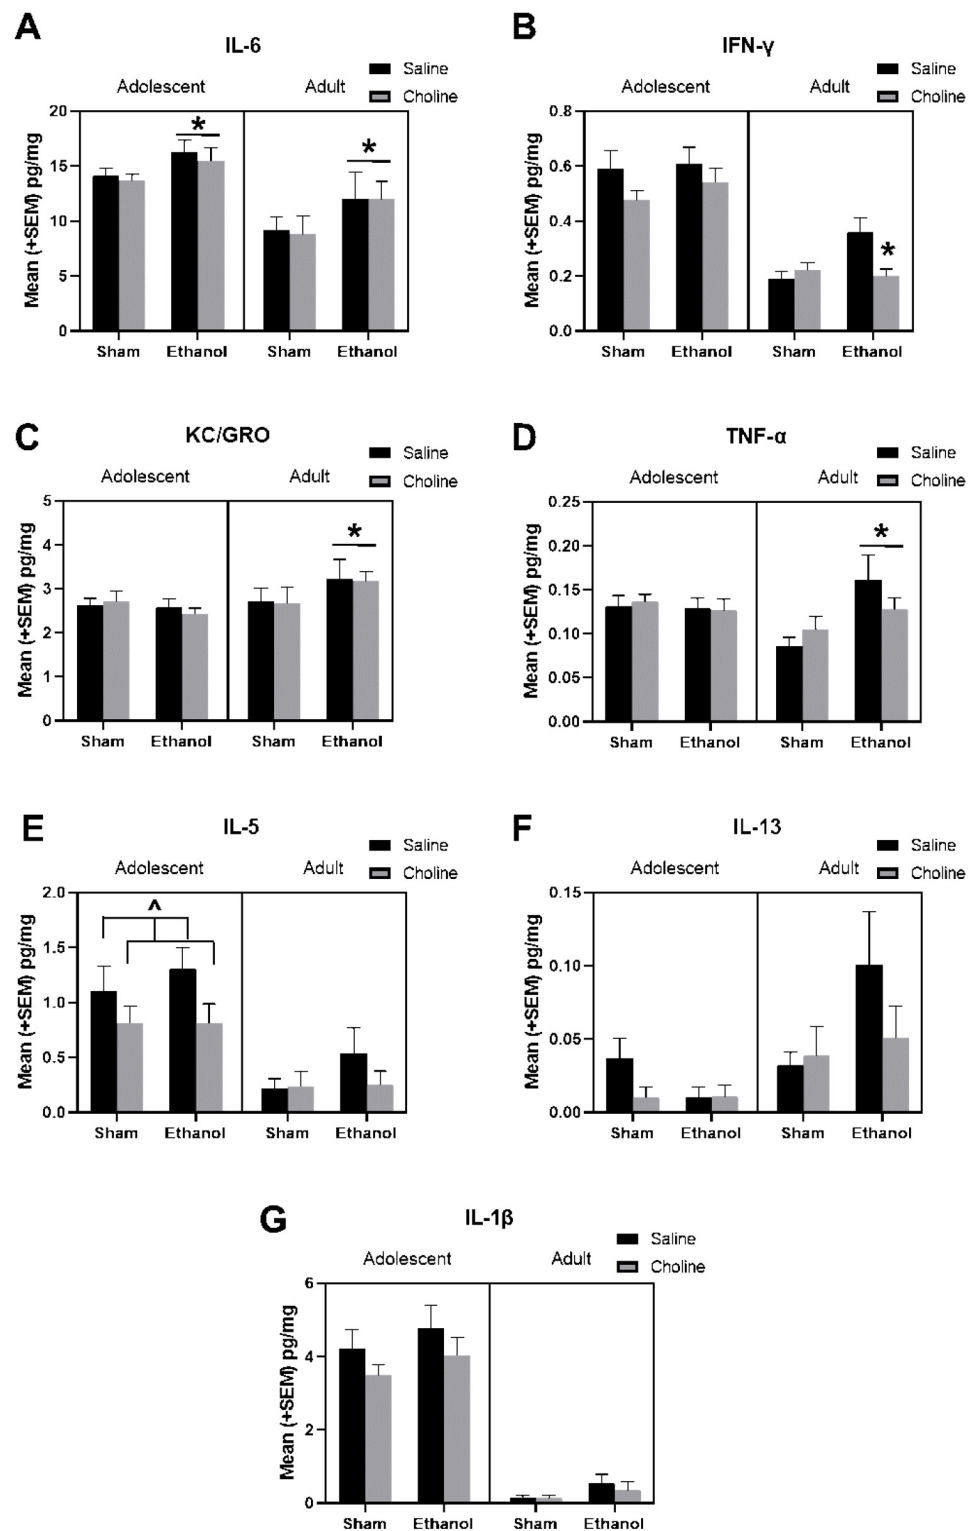 A
IL-6
Saline
Choline
Adolescent
Adult
Mean (+SEM) pg/mg
20
15
10
5
0
*
*
Sham
Ethanol
Sham
Ethanol
B
IFN-γ
Saline
Choline
Adolescent
Adult
Mean (+SEM) pg/mg
0.8
0.6
0.4
0.2
0.0
*
Sham
Ethanol
Sham
Ethanol
C
KC/GRO
Saline
Choline
Adolescent
Adult
Mean (+SEM) pg/mg
5
4
3
2
1
0
*
Sham
Ethanol
Sham
Ethanol
D
TNF-α
Saline
Choline
Adolescent
Adult
Mean (+SEM) pg/mg
0.25
0.20
0.15
0.10
0.05
0.00
*
Sham
Ethanol
Sham
Ethanol
E
IL-5
Saline
Choline
Adolescent
Adult
Mean (+SEM) pg/mg
2.0
1.5
1.0
0.5
0.0
^
Sham
Ethanol
Sham
Ethanol
F
IL-13
Saline
Choline
Adolescent
Adult
Mean (+SEM) pg/mg
0.15
0.10
0.05
0.00
Sham
Ethanol
Sham
Ethanol
G
IL-1β
Saline
Choline
Adolescent
Adult
Mean (+SEM) pg/mg
6
4
2
0
Sham
Ethanol
Sham
Ethanol